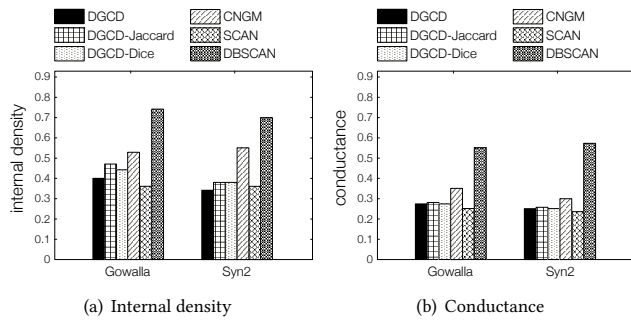 DGCD CNGM
DGCD-Jaccard SCAN
DGCD-Dice DBSCAN
0.9
0.8
0.7
0.6
0.5
0.4
0.3
0.2
0.1
0
internal density
Gowalla Syn2
(a) Internal density
DGCD CNGM
DGCD-Jaccard SCAN
DGCD-Dice DBSCAN
0.9
0.8
0.7
0.6
0.5
0.4
0.3
0.2
0.1
0
conductance
Gowalla Syn2
(b) Conductance